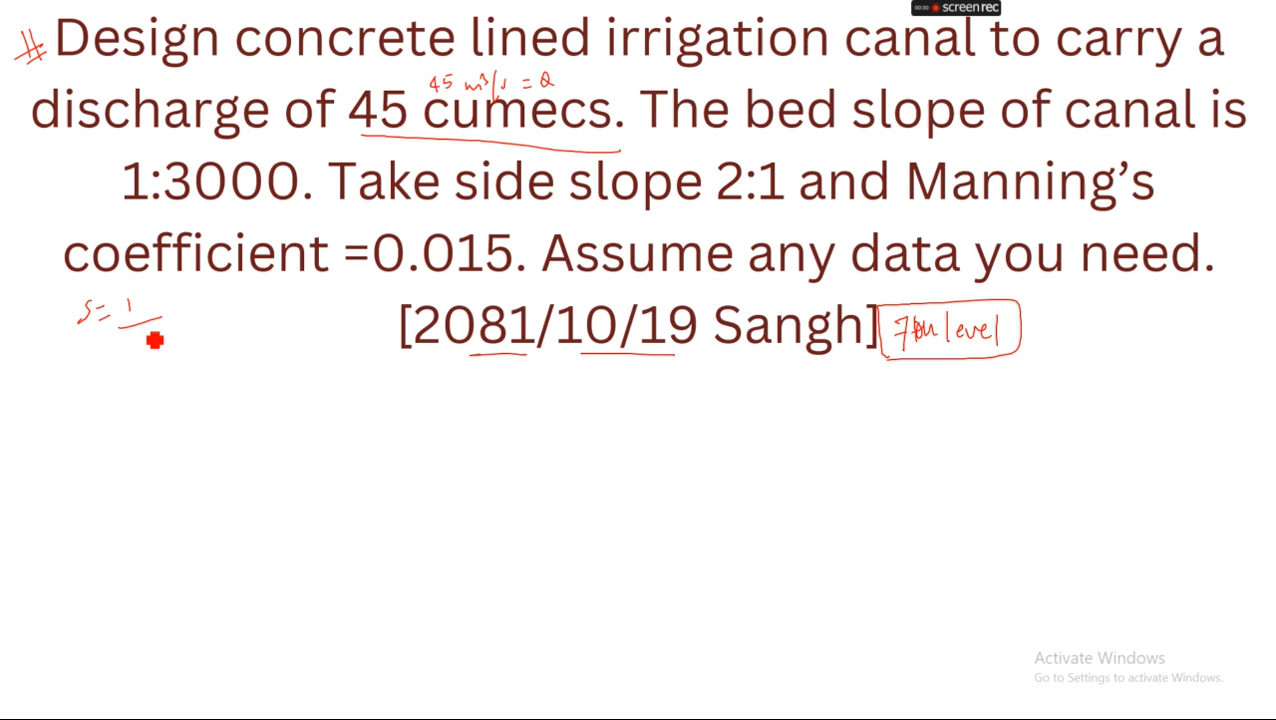 00:30 screenrec
# Design concrete lined irrigation canal to carry a
45 m³/s = Q
discharge of 45 cumecs. The bed slope of canal is
1:3000. Take side slope 2:1 and Manning’s
coefficient =0.015. Assume any data you need.
S= 1
[2081/10/19 Sangh] 7th level
Activate Windows
Go to Settings to activate Windows.